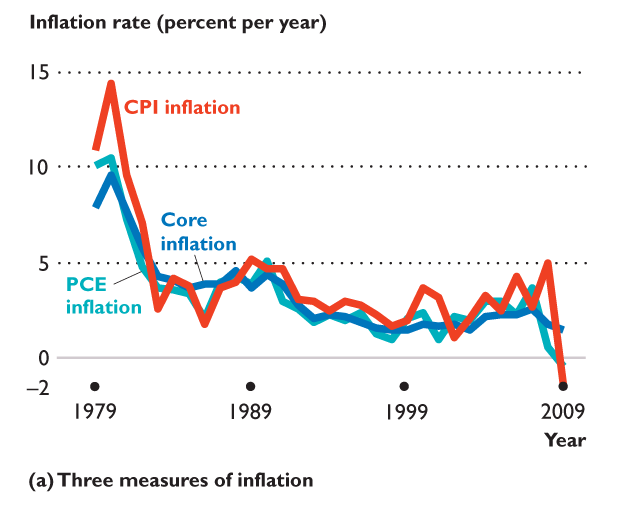 Inflation rate (percent per year)
15
CPI inflation
10
Core
inflation
5
PCE
inflation
0
–2
1979
1989
1999
2009
Year
(a) Three measures of inflation